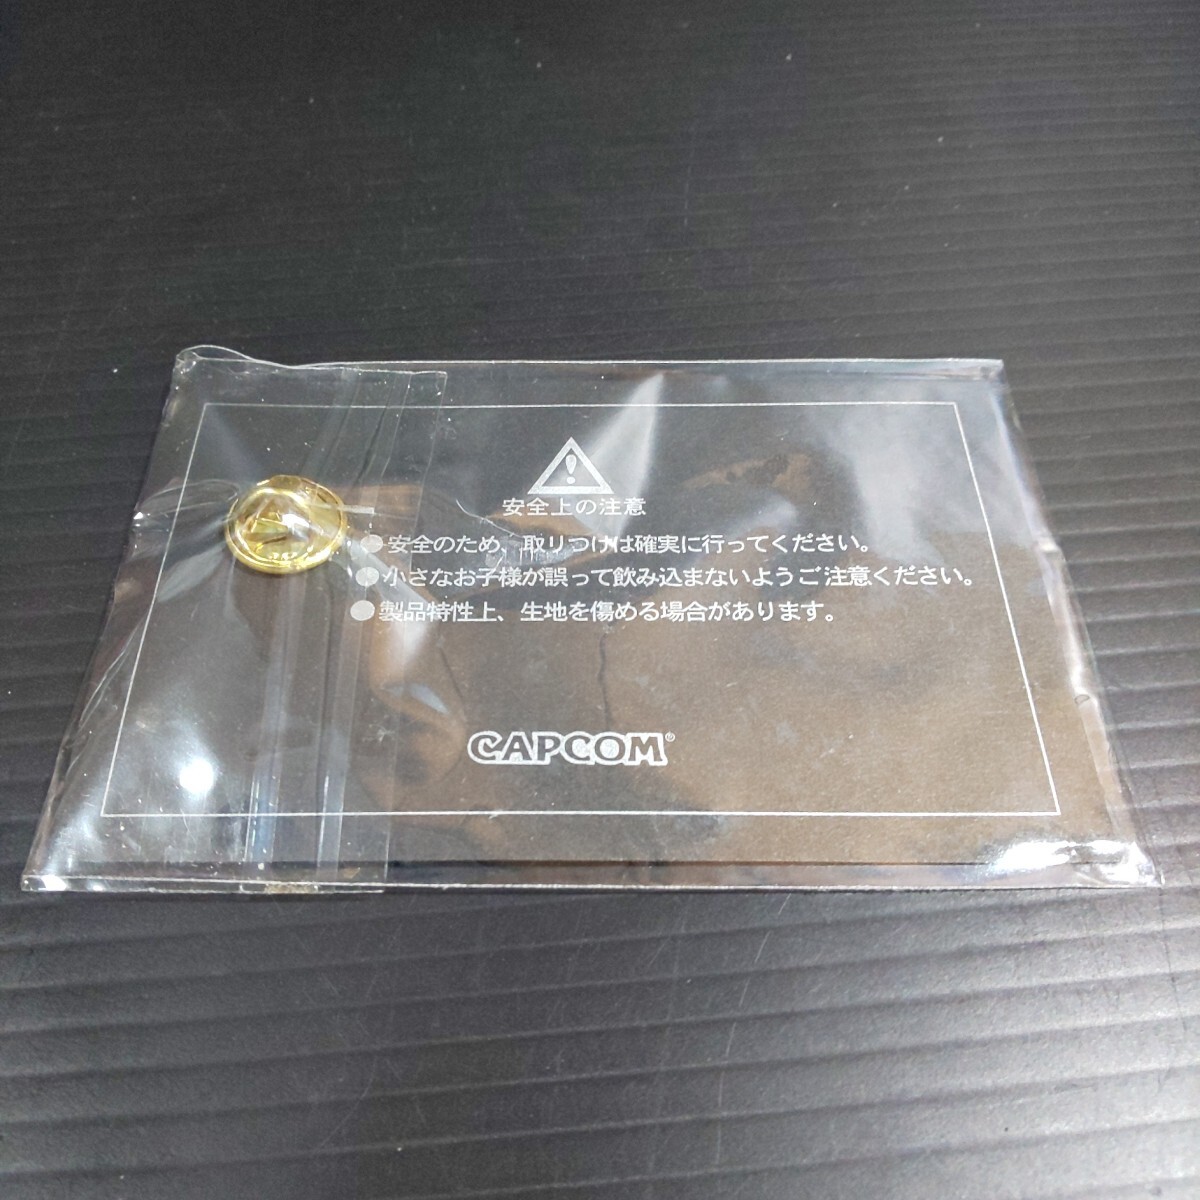 安全上の注意
●安全のため、取りつけは確実に行ってください。
●小さなお子様が誤って飲み込まないようご注意ください。
●製品特性上、生地を傷める場合があります。
CAPCOM®